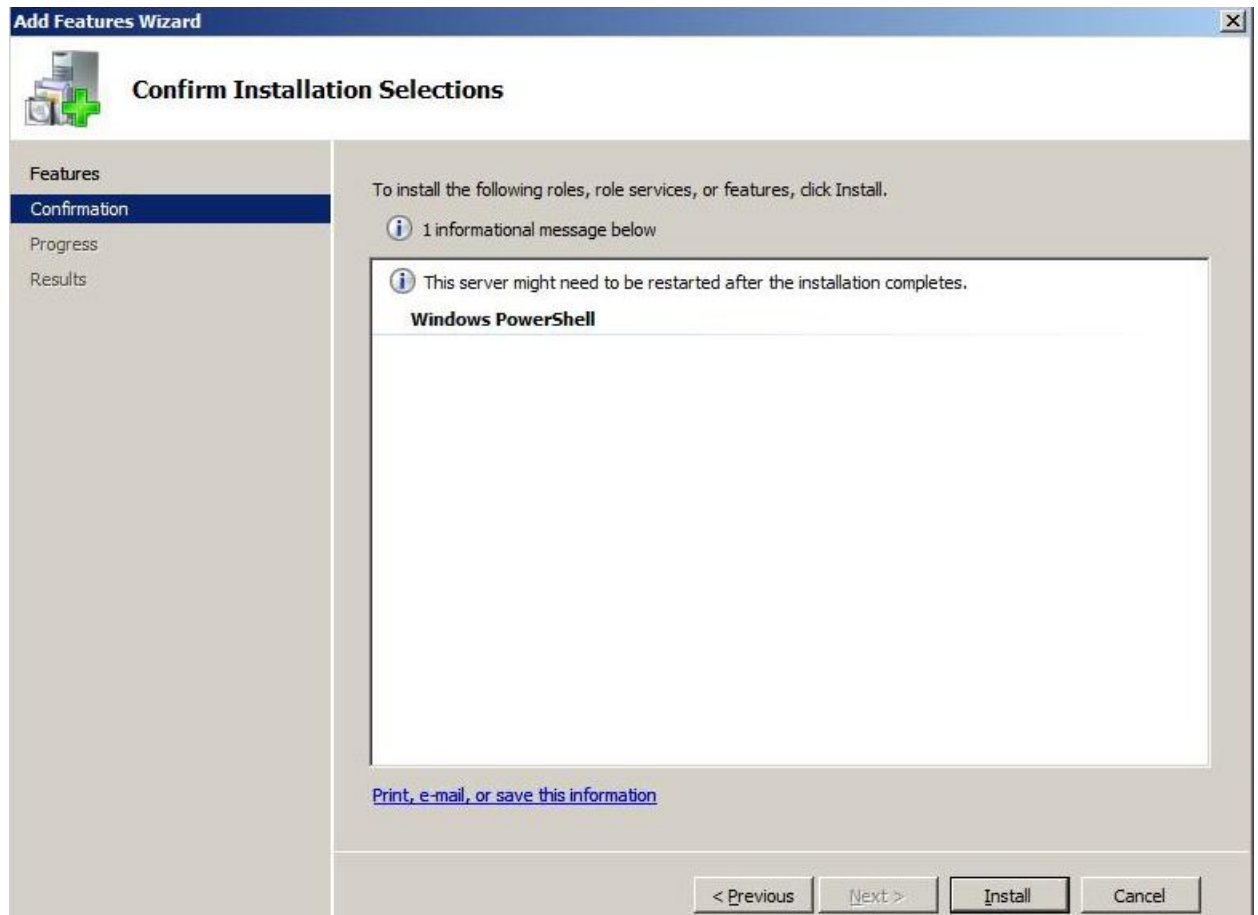 Add Features Wizard
Confirm Installation Selections
Features
Confirmation
Progress
Results
To install the following roles, role services, or features, click Install.
1 informational message below
This server might need to be restarted after the installation completes.
Windows PowerShell
Print, e-mail, or save this information
< Previous
Next >
Install
Cancel